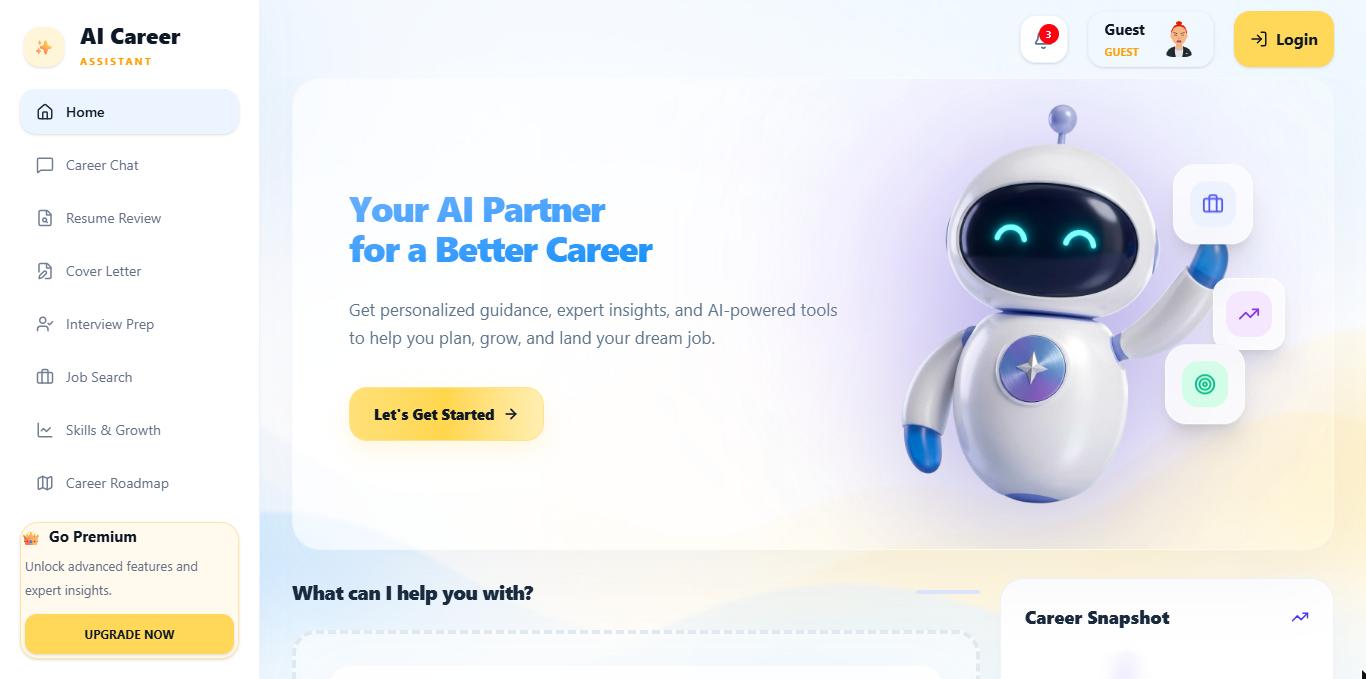 AI Career
ASSISTANT
Home
Career Chat
Resume Review
Cover Letter
Interview Prep
Job Search
Skills & Growth
Career Roadmap
Go Premium
Unlock advanced features and
expert insights.
UPGRADE NOW
3
Guest
GUEST
Login
Your AI Partner
for a Better Career
Get personalized guidance, expert insights, and AI-powered tools
to help you plan, grow, and land your dream job.
Let's Get Started
What can I help you with?
Career Snapshot